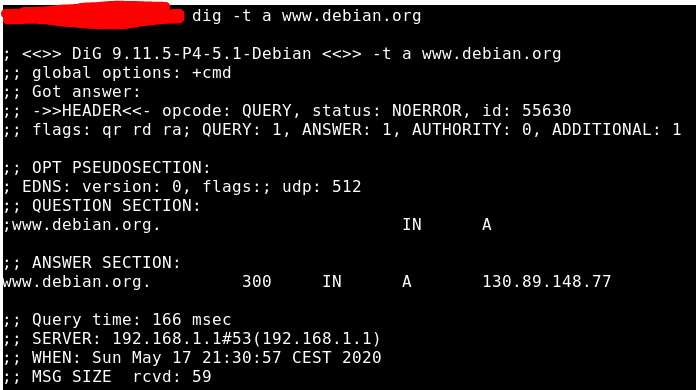 dig -t a www.debian.org
; <<>> DiG 9.11.5-P4-5.1-Debian <<>> -t a www.debian.org
;; global options: +cmd
;; Got answer:
;; ->>HEADER<<- opcode: QUERY, status: NOERROR, id: 55630
;; flags: qr rd ra; QUERY: 1, ANSWER: 1, AUTHORITY: 0, ADDITIONAL: 1
;; OPT PSEUDOSECTION:
; EDNS: version: 0, flags:; udp: 512
;; QUESTION SECTION:
;www.debian.org. IN A
;; ANSWER SECTION:
www.debian.org. 300 IN A 130.89.148.77
;; Query time: 166 msec
;; SERVER: 192.168.1.1#53(192.168.1.1)
;; WHEN: Sun May 17 21:30:57 CEST 2020
;; MSG SIZE rcvd: 59